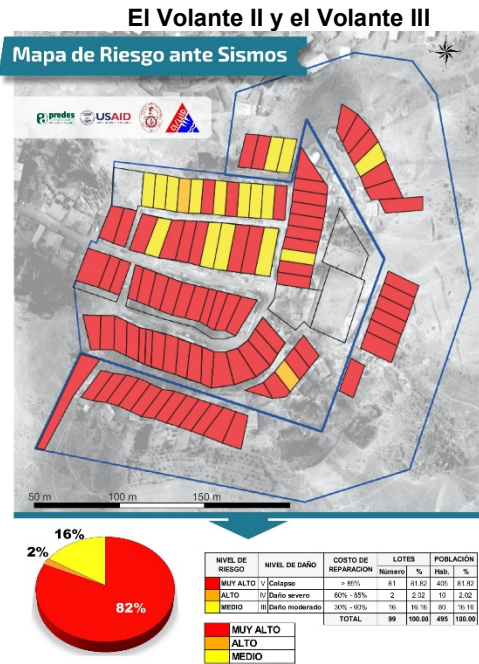 El Volante II y el Volante III
Mapa de Riesgo ante Sismos
predes USAID
50 m 100 m 150 m
16%
2%
82%
NIVEL DE RIESGO NIVEL DE DAÑO COSTO DE REPARACION LOTES POBLACIÓN
Número % Hab. %
MUY ALTO V Colapso > 85% 81 81.82 405 81.82
ALTO IV Daño severo 60% - 85% 2 2.02 10 2.02
MEDIO III Daño moderado 30% - 60% 16 16.16 80 16.16
TOTAL 99 100.00 495 100.00
MUY ALTO
ALTO
MEDIO